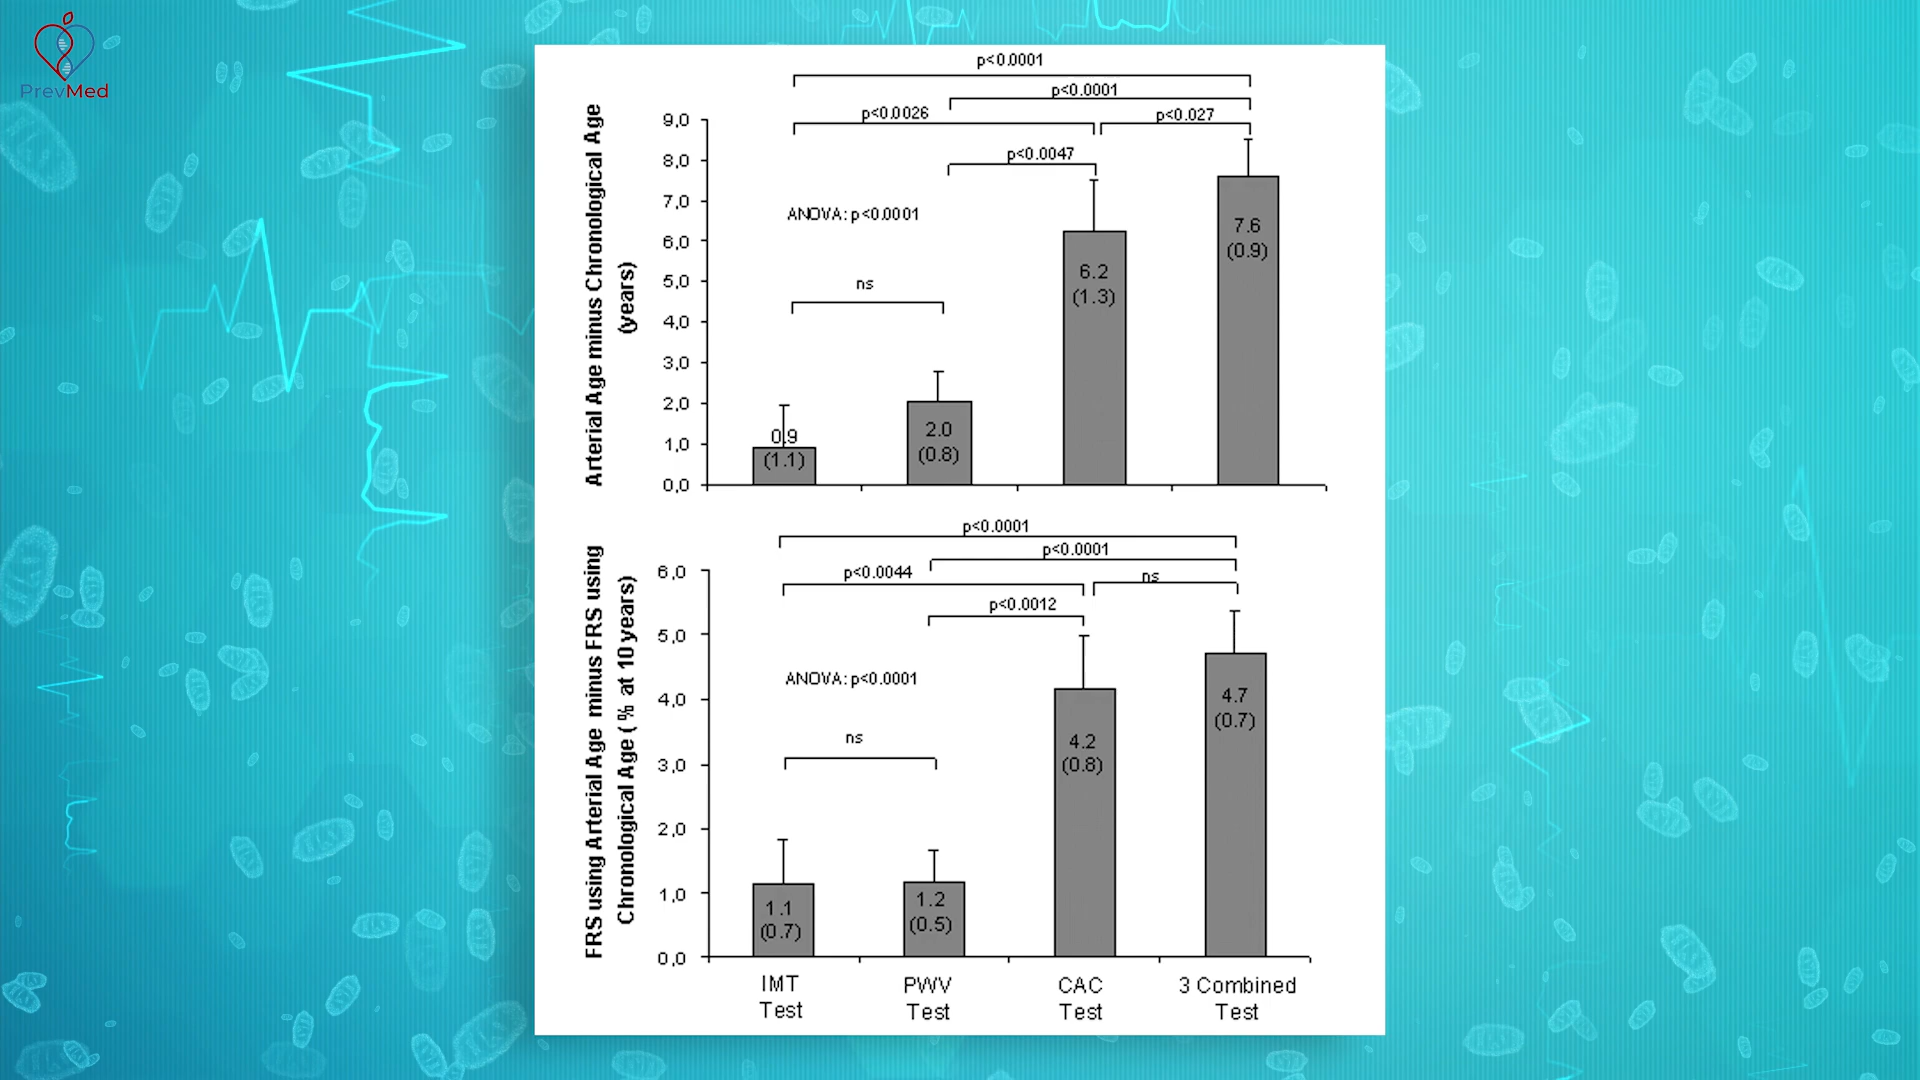 PrevMed
p<0.0001
p<0.0001
p<0.0026
p<0.027
p<0.0047
ANOVA: p<0.0001
ns
Arterial Age minus Chronological Age
(years)
9,0
8,0
7,0
6,0
5,0
4,0
3,0
2,0
1,0
0,0
0.9
(1.1)
2.0
(0.8)
6.2
(1.3)
7.6
(0.9)
p<0.0001
p<0.0001
p<0.0044
ns
p<0.0012
ANOVA: p<0.0001
ns
FRS using Arterial Age minus FRS using
Chronological Age ( % at 10 years)
6,0
5,0
4,0
3,0
2,0
1,0
0,0
1.1
(0.7)
1.2
(0.5)
4.2
(0.8)
4.7
(0.7)
IMT
Test
PWV
Test
CAC
Test
3 Combined
Test